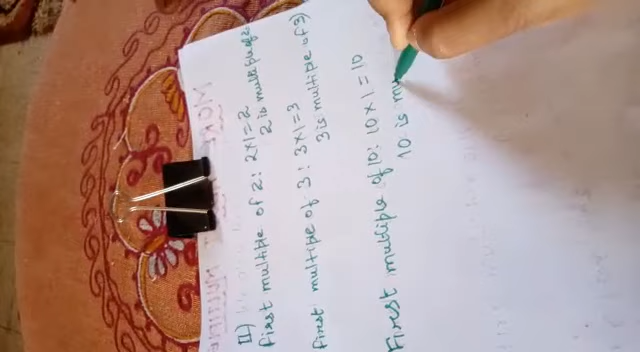 II)
First multiple of 2: 2×1=2
2 is multiple of 2
First multiple of 3: 3×1=3
3 is multiple of 3)
First multiple of 10: 10×1=10
10 is mu